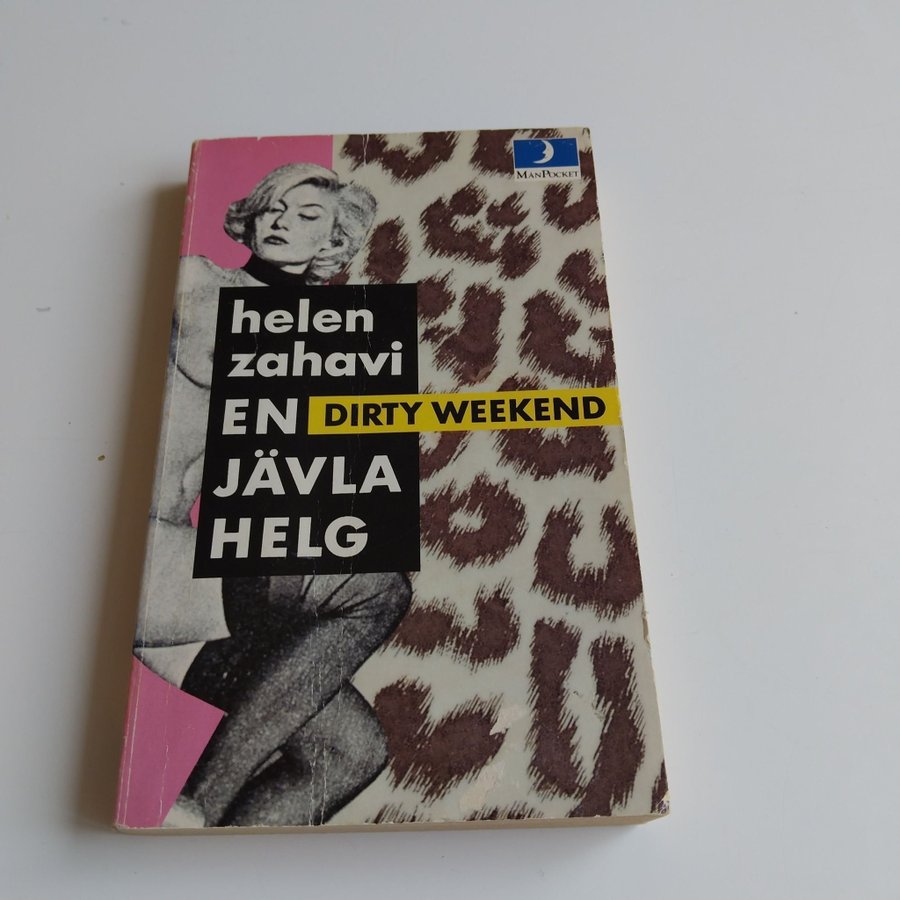 MånPocket
helen
zahavi
EN
DIRTY WEEKEND
JÄVLA
HELG